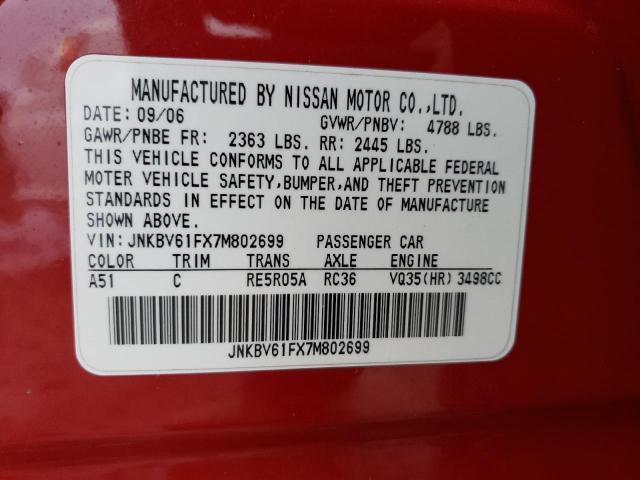 MANUFACTURED BY NISSAN MOTOR CO.,LTD.
DATE: 09/06 GVWR/PNBV: 4788 LBS.
GAWR/PNBE FR: 2363 LBS. RR: 2445 LBS.
THIS VEHICLE CONFORMS TO ALL APPLICABLE FEDERAL
MOTER VEHICLE SAFETY,BUMPER,AND THEFT PREVENTION
STANDARDS IN EFFECT ON THE DATE OF MANUFACTURE
SHOWN ABOVE.
VIN: JNKBV61FX7M802699 PASSENGER CAR
COLOR TRIM TRANS AXLE ENGINE
A51 C RE5R05A RC36 VQ35(HR) 3498CC
JNKBV61FX7M802699